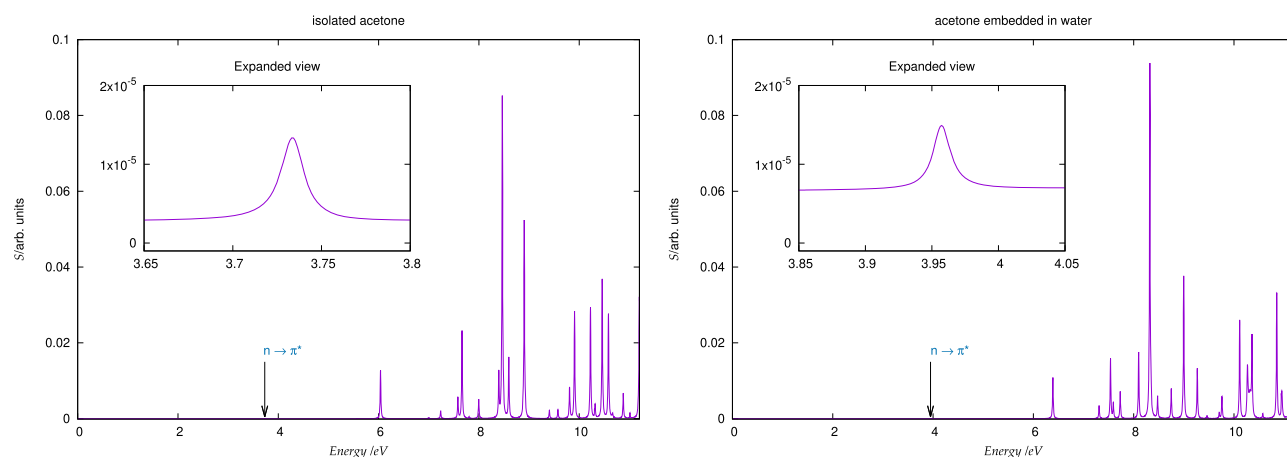 isolated acetone
0.1
0.08
0.06
0.04
0.02
0
S/arb. units
Expanded view
2x10⁻⁵
1x10⁻⁵
0
3.65 3.7 3.75 3.8
n → π*
0 2 4 6 8 10
Energy /eV
acetone embedded in water
0.1
0.08
0.06
0.04
0.02
0
S/arb. units
Expanded view
2x10⁻⁵
1x10⁻⁵
0
3.85 3.9 3.95 4 4.05
n → π*
0 2 4 6 8 10
Energy /eV